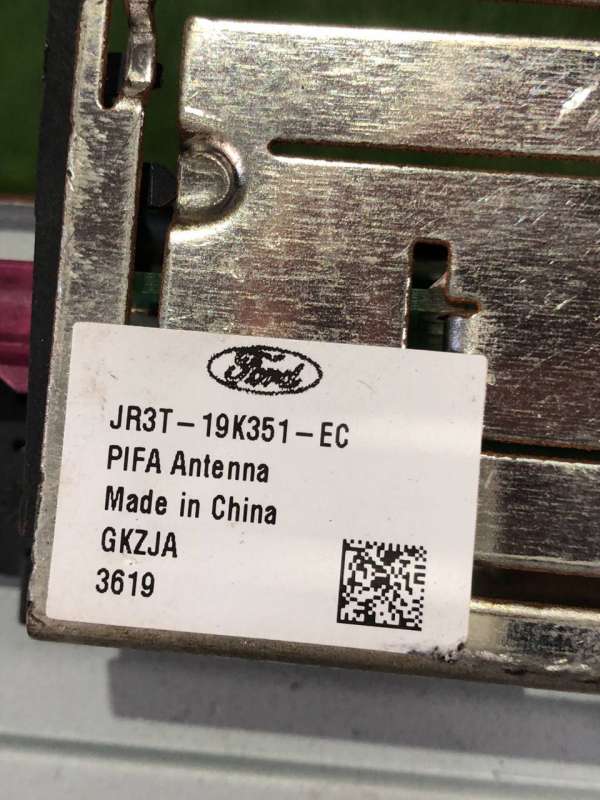 Ford
JR3T-19K351-EC
PIFA Antenna
Made in China
GKZJA
3619